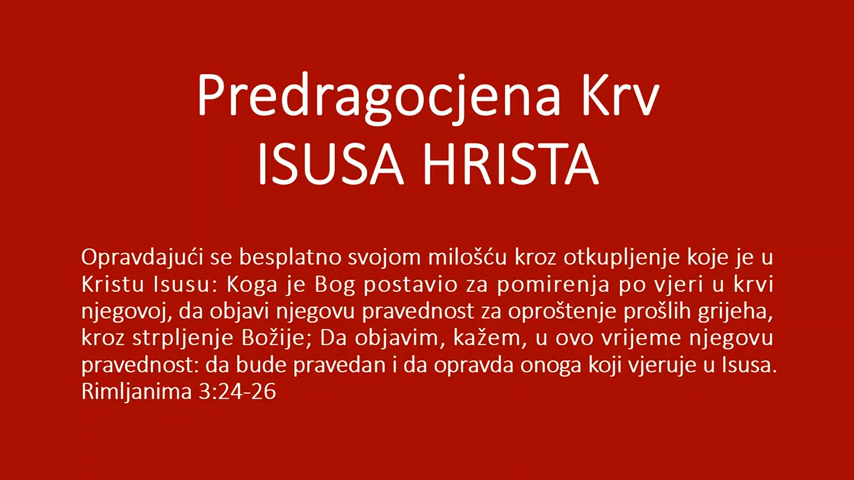 Predragocjena Krv
ISUSA HRISTA
Opravdajući se besplatno svojom milošću kroz otkupljenje koje je u
Kristu Isusu: Koga je Bog postavio za pomirenja po vjeri u krvi
njegovoj, da objavi njegovu pravednost za oproštenje prošlih grijeha,
kroz strpljenje Božije; Da objavim, kažem, u ovo vrijeme njegovu
pravednost: da bude pravedan i da opravda onoga koji vjeruje u Isusa.
Rimljanima 3:24-26